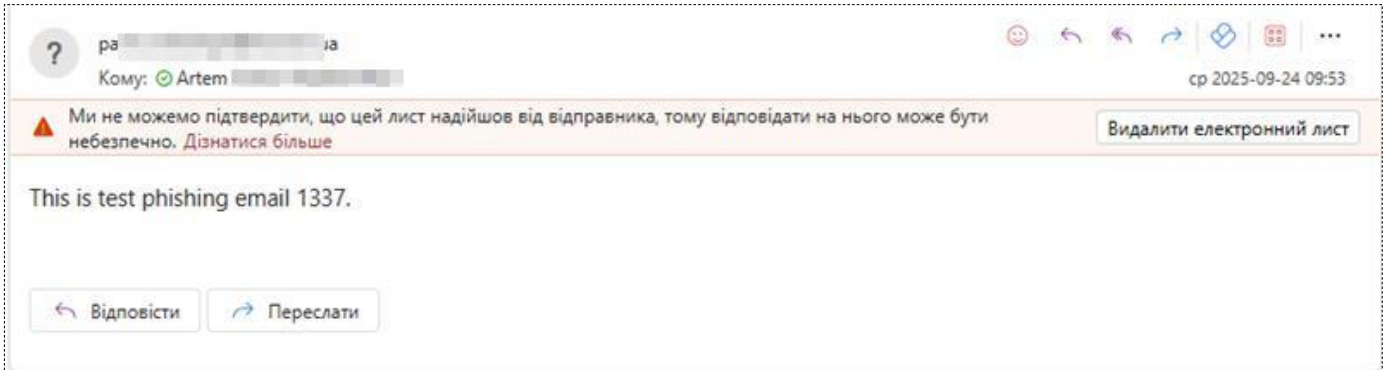 ?
pa
ua
Кому: Artem
ср 2025-09-24 09:53
Ми не можемо підтвердити, що цей лист надійшов від відправника, тому відповідати на нього може бути
небезпечно. Дізнатися більше
Видалити електронний лист
This is test phishing email 1337.
Відповісти
Переслати